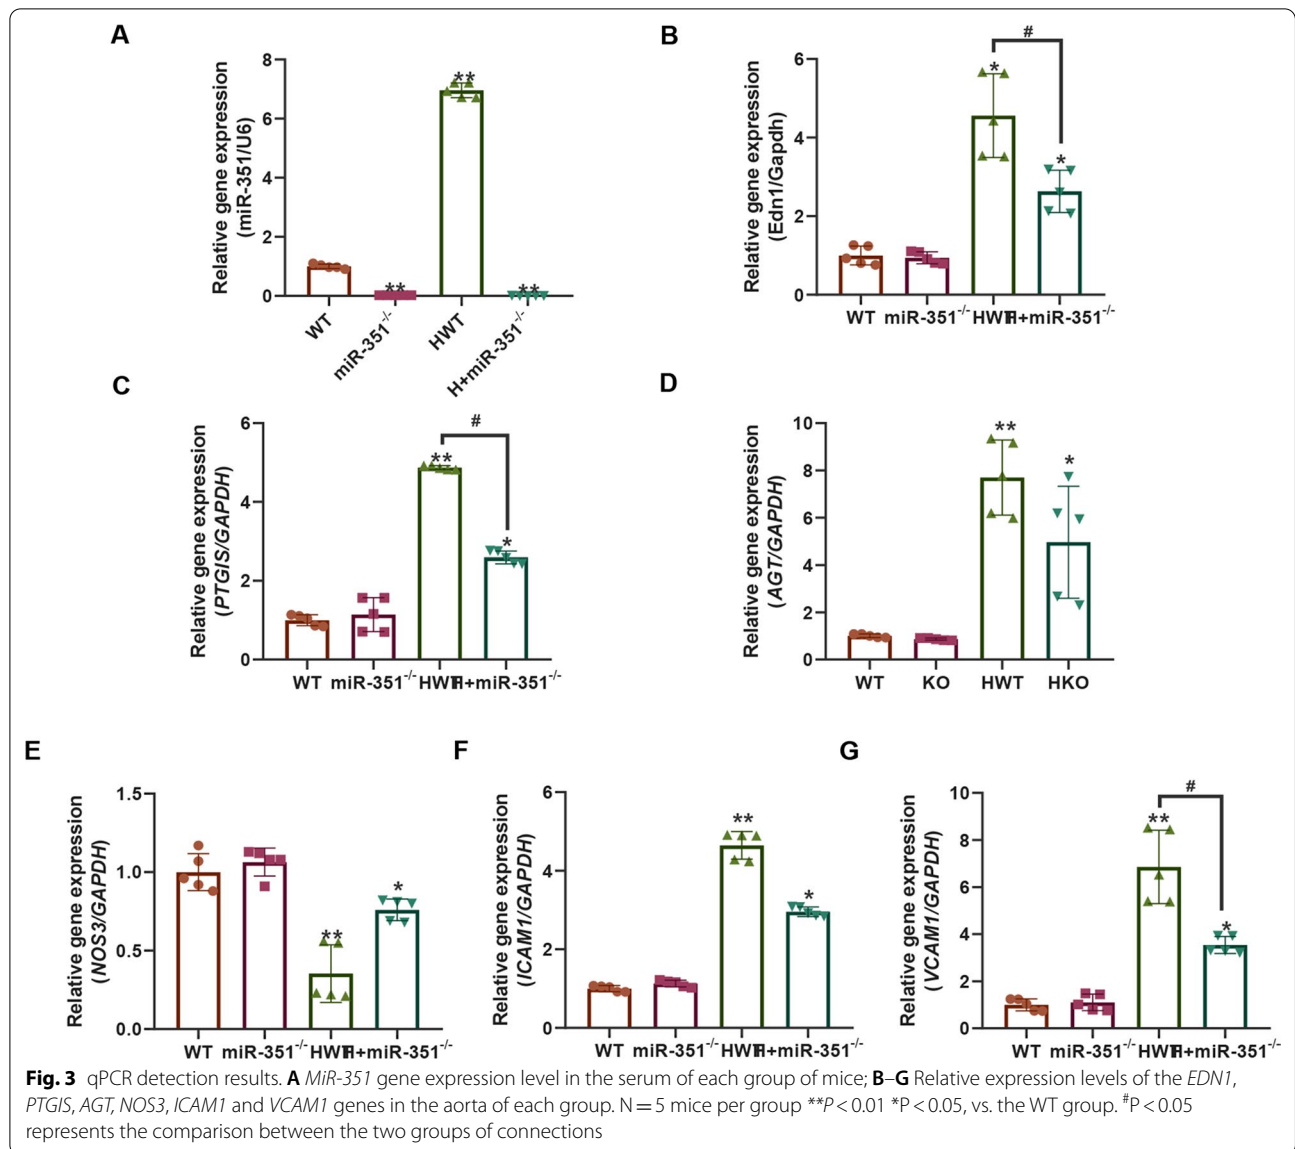 A
Relative gene expression
(miR-351/U6)
8
6
4
2
0
**
**
**
WT
miR-351-/-
HWT
H+miR-351-/-
B
Relative gene expression
(Edn1/Gapdh)
6
4
2
0
#
*
*
WT miR-351-/- HWT H+miR-351-/-
C
Relative gene expression
(PTGIS/GAPDH)
6
4
2
0
#
**
*
WT miR-351-/- HWT H+miR-351-/-
D
Relative gene expression
(AGT/GAPDH)
10
8
6
4
2
0
**
*
WT KO HWT HKO
E
Relative gene expression
(NOS3/GAPDH)
1.5
1.0
0.5
0.0
**
*
WT miR-351-/- HWT H+miR-351-/-
F
Relative gene expression
(ICAM1/GAPDH)
6
4
2
0
**
*
WT miR-351-/- HWT H+miR-351-/-
G
Relative gene expression
(VCAM1/GAPDH)
10
8
6
4
2
0
#
**
*
WT miR-351-/- HWT H+miR-351-/-
Fig. 3 qPCR detection results. A MiR-351 gene expression level in the serum of each group of mice; B–G Relative expression levels of the EDN1,
PTGIS, AGT, NOS3, ICAM1 and VCAM1 genes in the aorta of each group. N = 5 mice per group **P < 0.01 *P < 0.05, vs. the WT group. #P < 0.05
represents the comparison between the two groups of connections